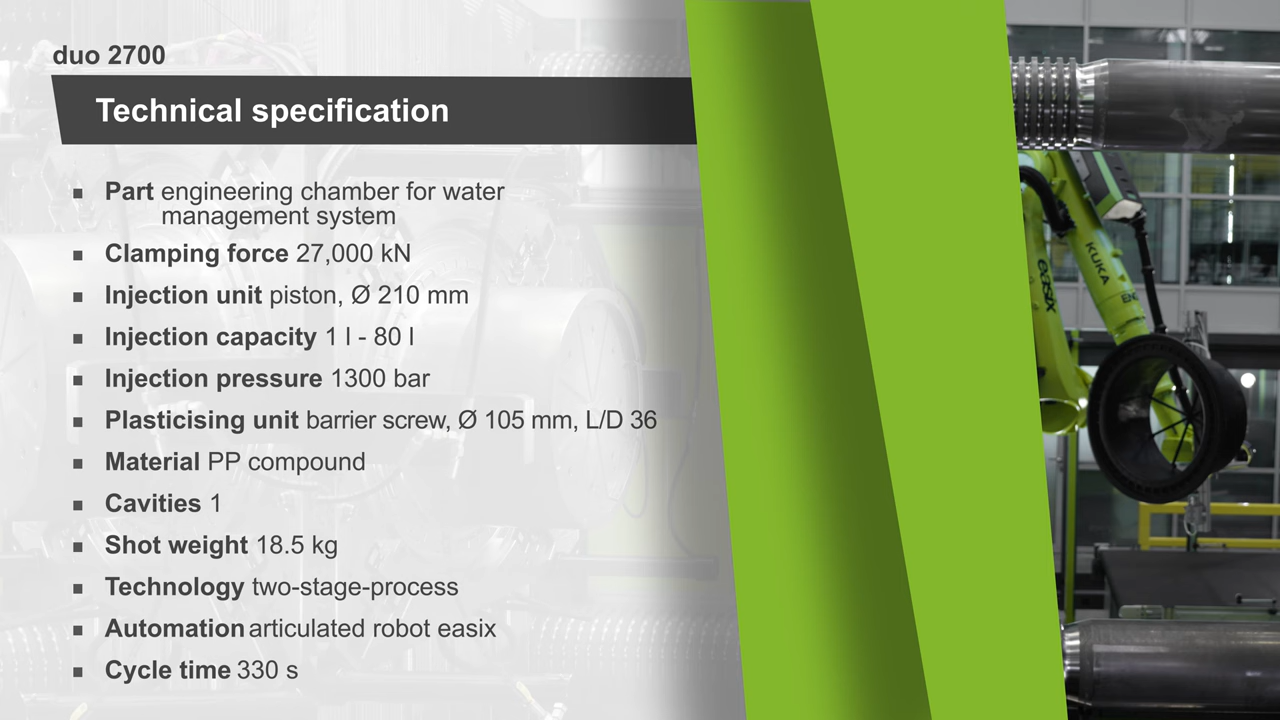 duo 2700
Technical specification
▪ Part engineering chamber for water
management system
▪ Clamping force 27,000 kN
▪ Injection unit piston, Ø 210 mm
▪ Injection capacity 1 l - 80 l
▪ Injection pressure 1300 bar
▪ Plasticising unit barrier screw, Ø 105 mm, L/D 36
▪ Material PP compound
▪ Cavities 1
▪ Shot weight 18.5 kg
▪ Technology two-stage-process
▪ Automation articulated robot easix
▪ Cycle time 330 s
KUKA
easix